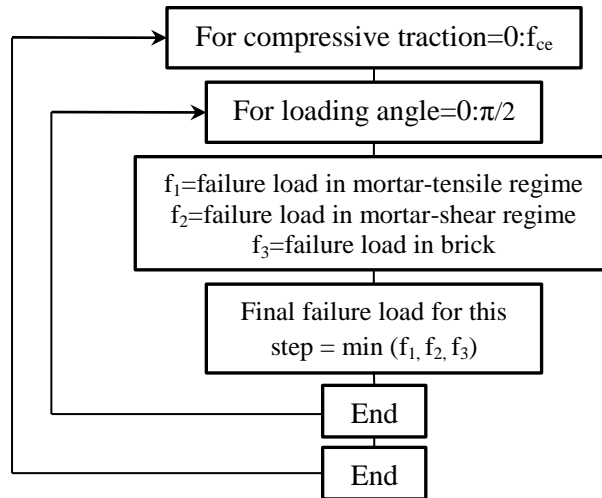 For compressive traction=0:f_ce
For loading angle=0:π/2
f₁=failure load in mortar-tensile regime
f₂=failure load in mortar-shear regime
f₃=failure load in brick
Final failure load for this
step = min (f₁, f₂, f₃)
End
End